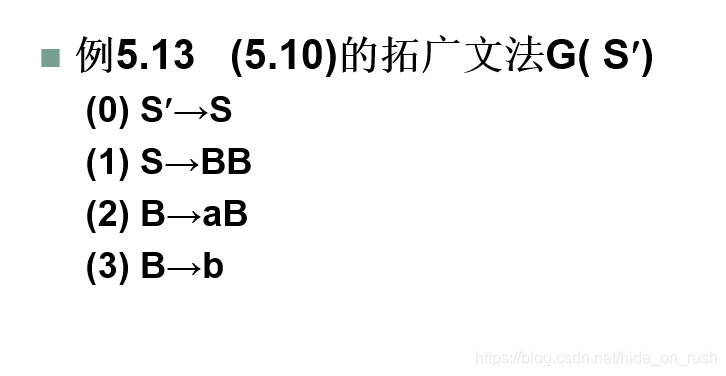 例5.13 (5.10)的拓广文法G( S′)
(0) S′→S
(1) S→BB
(2) B→aB
(3) B→b
https://blog.csdn.net/hide_on_rush